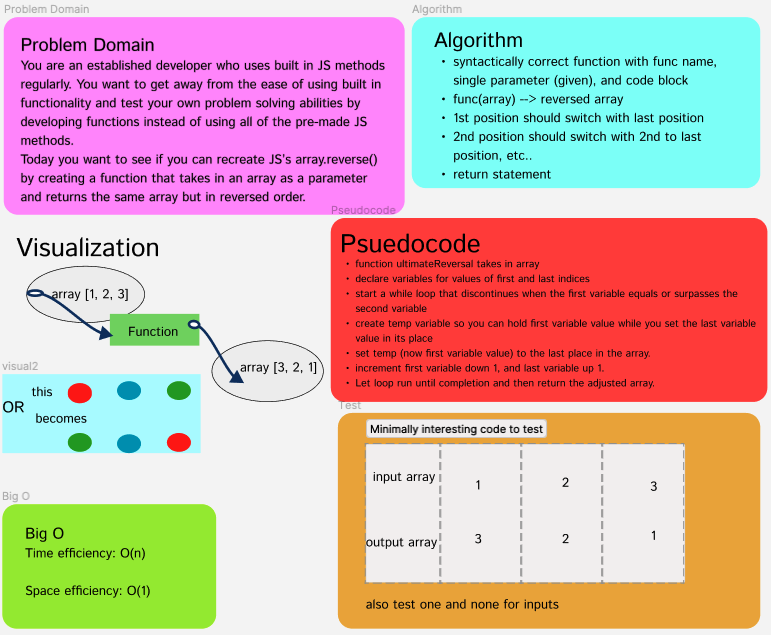 Problem Domain
Problem Domain
You are an established developer who uses built in JS methods
regularly. You want to get away from the ease of using built in
functionality and test your own problem solving abilities by
developing functions instead of using all of the pre-made JS
methods.
Today you want to see if you can recreate JS's array.reverse()
by creating a function that takes in an array as a parameter
and returns the same array but in reversed order.
Algorithm
Algorithm
• syntactically correct function with func name,
single parameter (given), and code block
• func(array) --> reversed array
• 1st position should switch with last position
• 2nd position should switch with 2nd to last
position, etc..
• return statement
Visualization
array [1, 2, 3]
Function
array [3, 2, 1]
visual2
this
OR
becomes
Pseudocode
Psuedocode
• function ultimateReversal takes in array
• declare variables for values of first and last indices
• start a while loop that discontinues when the first variable equals or surpasses the
second variable
• create temp variable so you can hold first variable value while you set the last variable
value in its place
• set temp (now first variable value) to the last place in the array.
• increment first variable down 1, and last variable up 1.
• Let loop run until completion and then return the adjusted array.
Big O
Big O
Time efficiency: O(n)
Space efficiency: O(1)
Test
Minimally interesting code to test
input array 1 2 3
output array 3 2 1
also test one and none for inputs